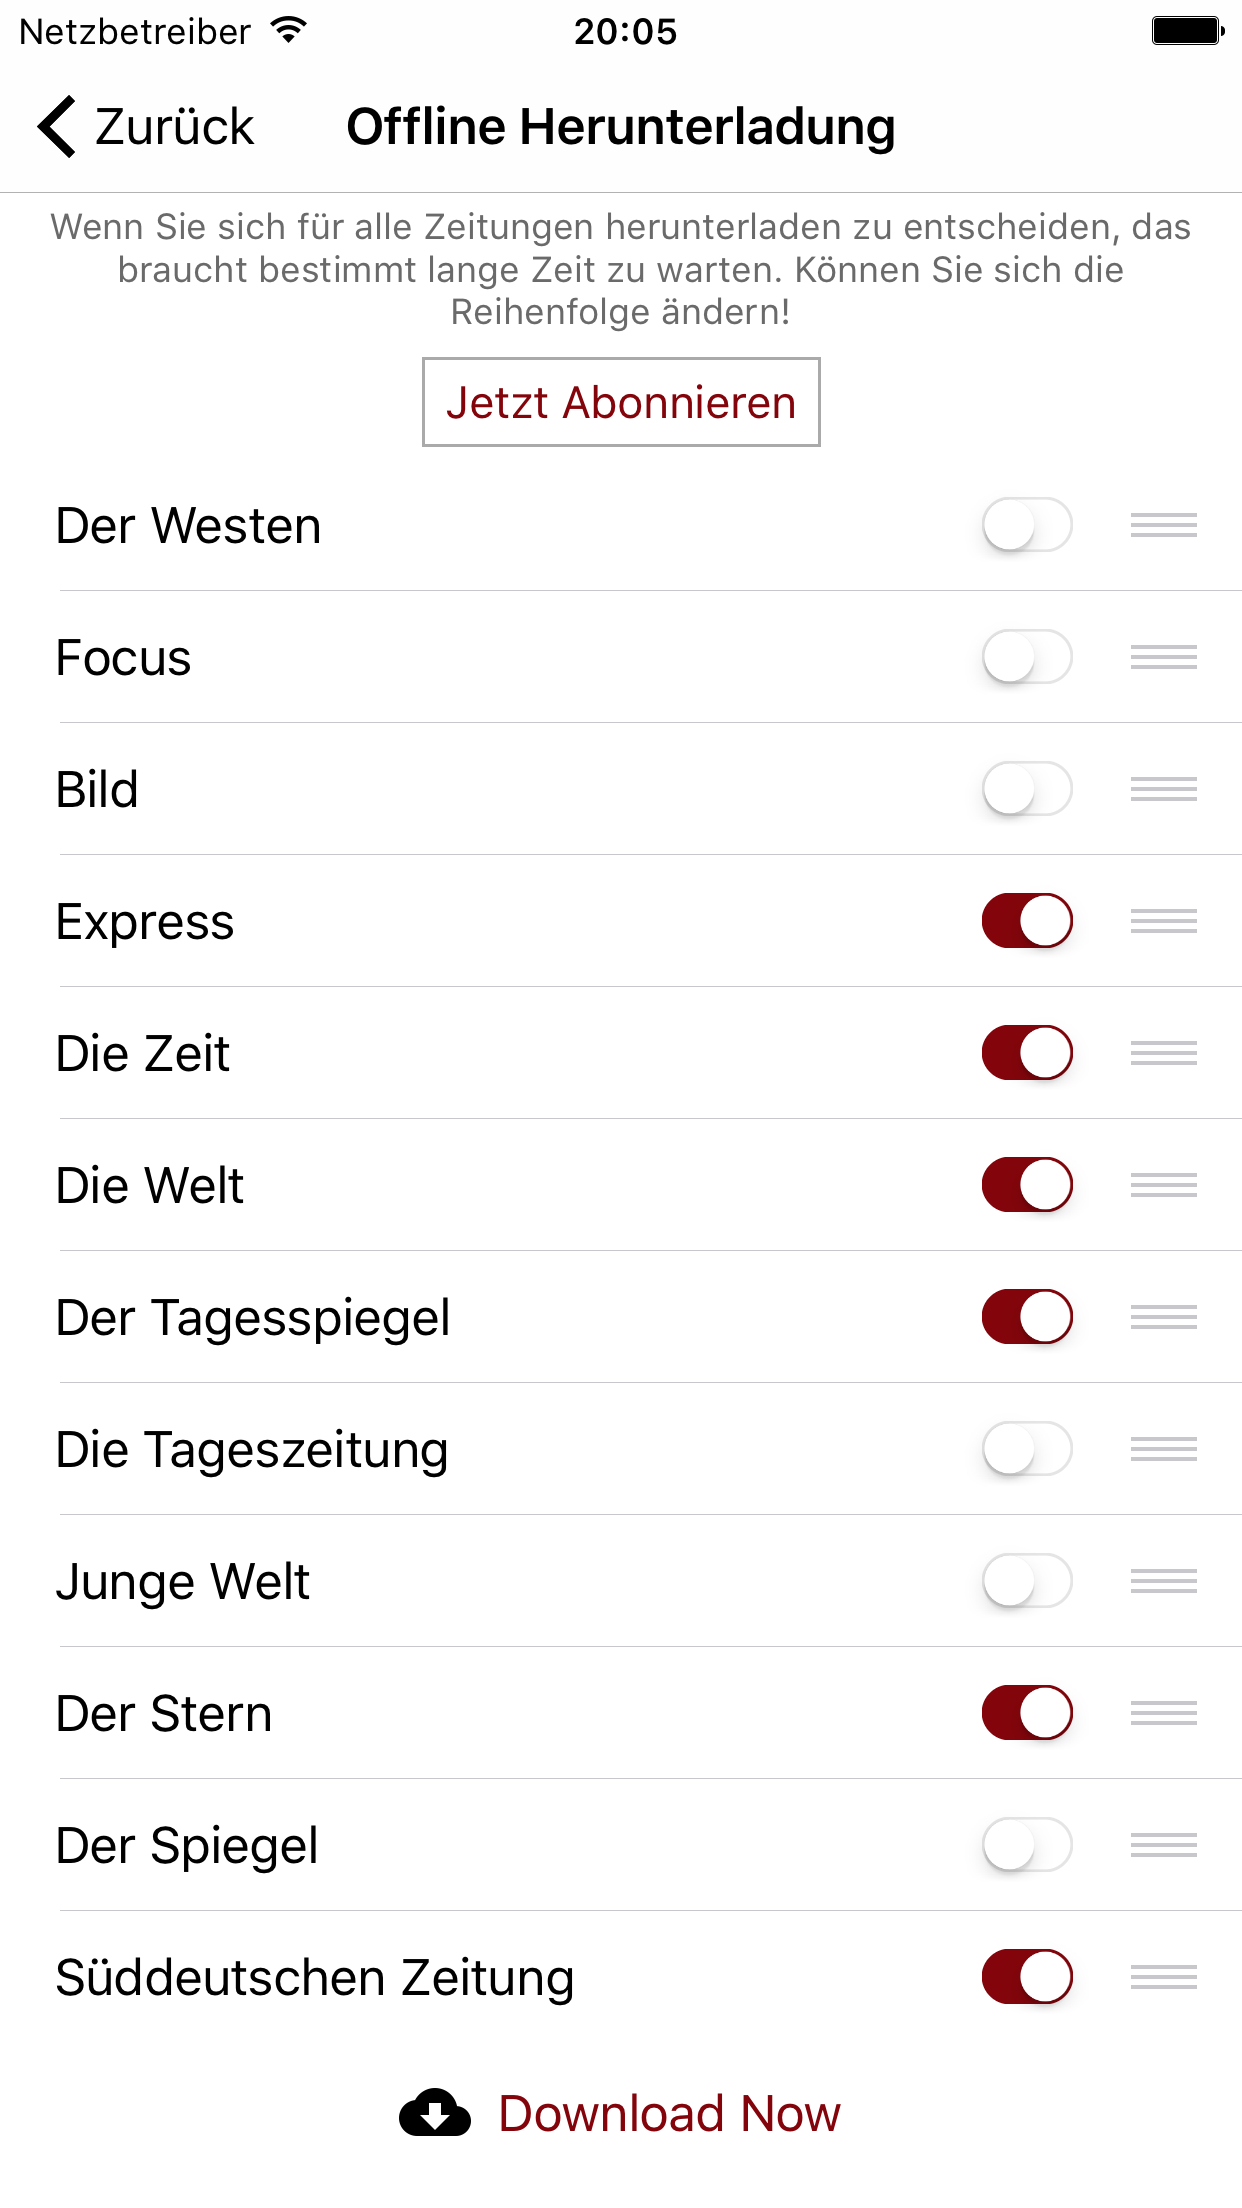 Netzbetreiber 20:05
Zurück Offline Herunterladung
Wenn Sie sich für alle Zeitungen herunterladen zu entscheiden, das
braucht bestimmt lange Zeit zu warten. Können Sie sich die
Reihenfolge ändern!
Jetzt Abonnieren
Der Westen
Focus
Bild
Express
Die Zeit
Die Welt
Der Tagesspiegel
Die Tageszeitung
Junge Welt
Der Stern
Der Spiegel
Süddeutschen Zeitung
Download Now